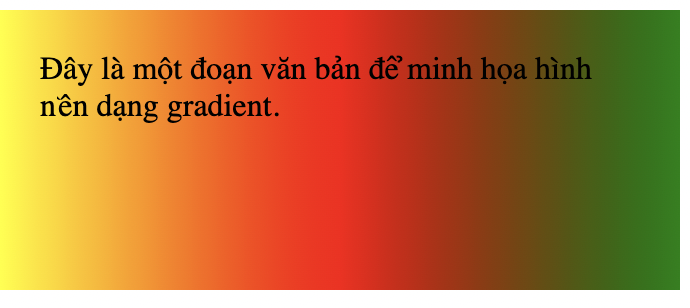 Đây là một đoạn văn bản để minh họa hình
nền dạng gradient.